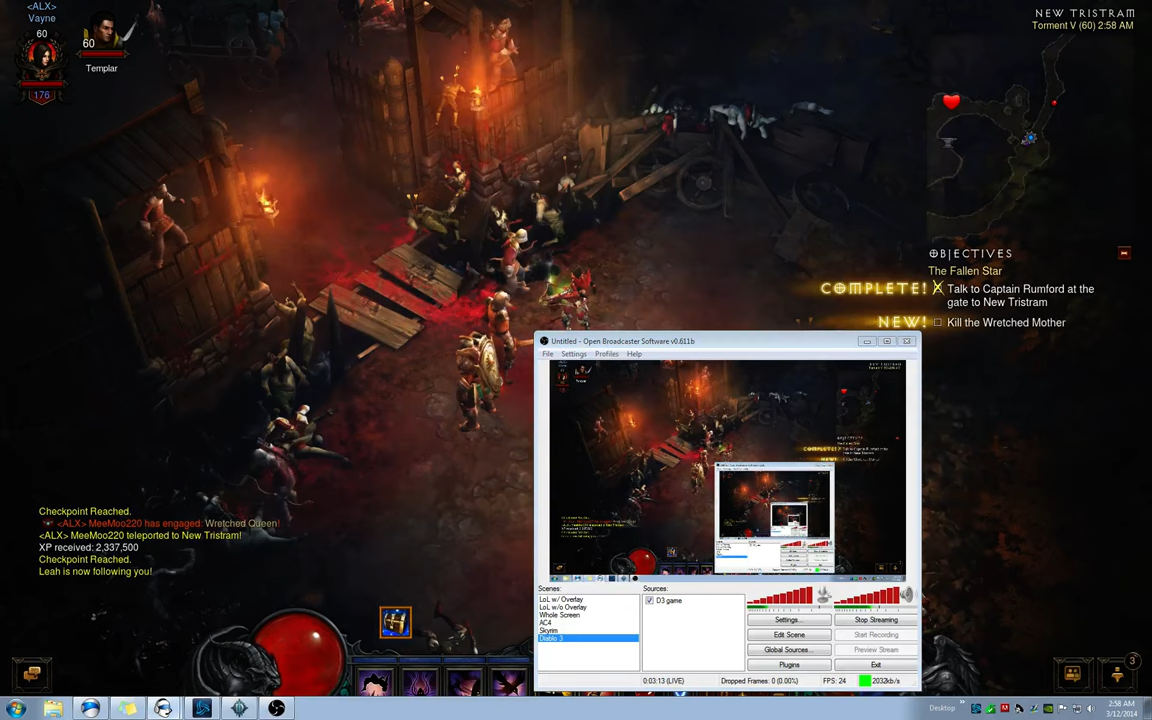 <ALX>
Vayne
60
176
60
Templar
NEW TRISTRAM
Torment V (60) 2:58 AM
OBJECTIVES
The Fallen Star
COMPLETE! Talk to Captain Rumford at the
gate to New Tristram
NEW! Kill the Wretched Mother
Untitled - Open Broadcaster Software v0.611b
File Settings Profiles Help
Checkpoint Reached.
<ALX> MeeMoo220 has engaged: Wretched Queen!
<ALX> MeeMoo220 teleported to New Tristram!
XP received: 2,337,500
Checkpoint Reached.
Leah is now following you!
Scenes: Sources:
LoL w/ Overlay
LoL w/o Overlay
Whole Screen
AC4
Skyrim
Diablo 3
D3 game
Settings... Stop Streaming
Edit Scene Start Recording
Global Sources... Preview Stream
Plugins Exit
0:03:13 (LIVE) Dropped Frames: 0 (0.00%) FPS: 24 2032kb/s
3
Desktop
2:58 AM
3/12/2014